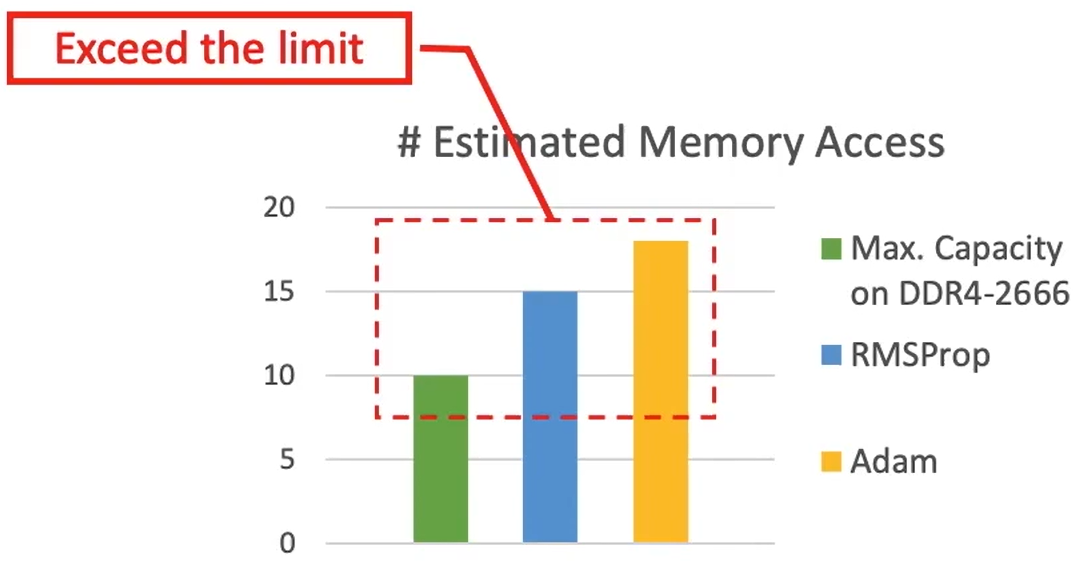 Exceed the limit
# Estimated Memory Access
20
15
10
5
0
Max. Capacity
on DDR4-2666
RMSProp
Adam